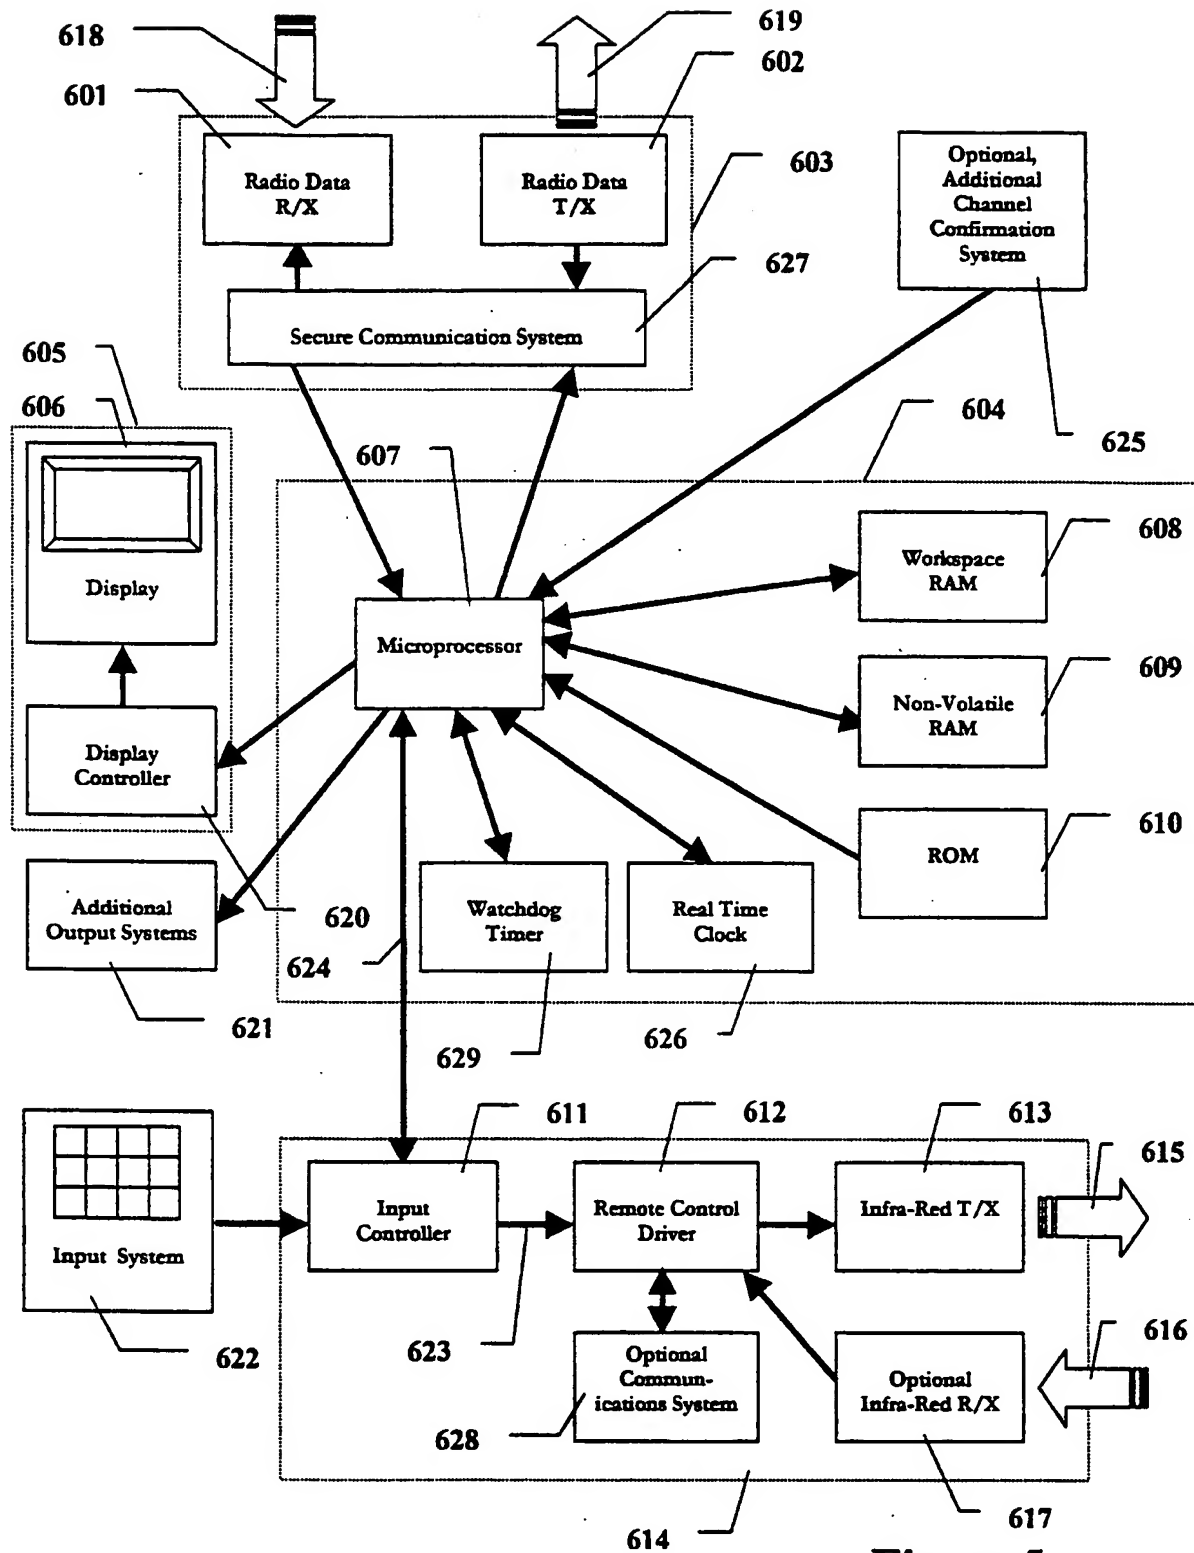 618
619
602
601
603
Radio Data
R/X
Radio Data
T/X
Optional,
Additional
Channel
Confirmation
System
627
Secure Communication System
605
606
604
625
607
608
Workspace
RAM
Display
Microprocessor
609
Non-Volatile
RAM
Display
Controller
610
ROM
Additional
Output Systems
620
624
Watchdog
Timer
Real Time
Clock
621
629
626
611
612
613
615
Input
Controller
Remote Control
Driver
Infra-Red T/X
Input System
622
623
616
Optional
Commun-
ications System
Optional
Infra-Red R/X
628
614
617